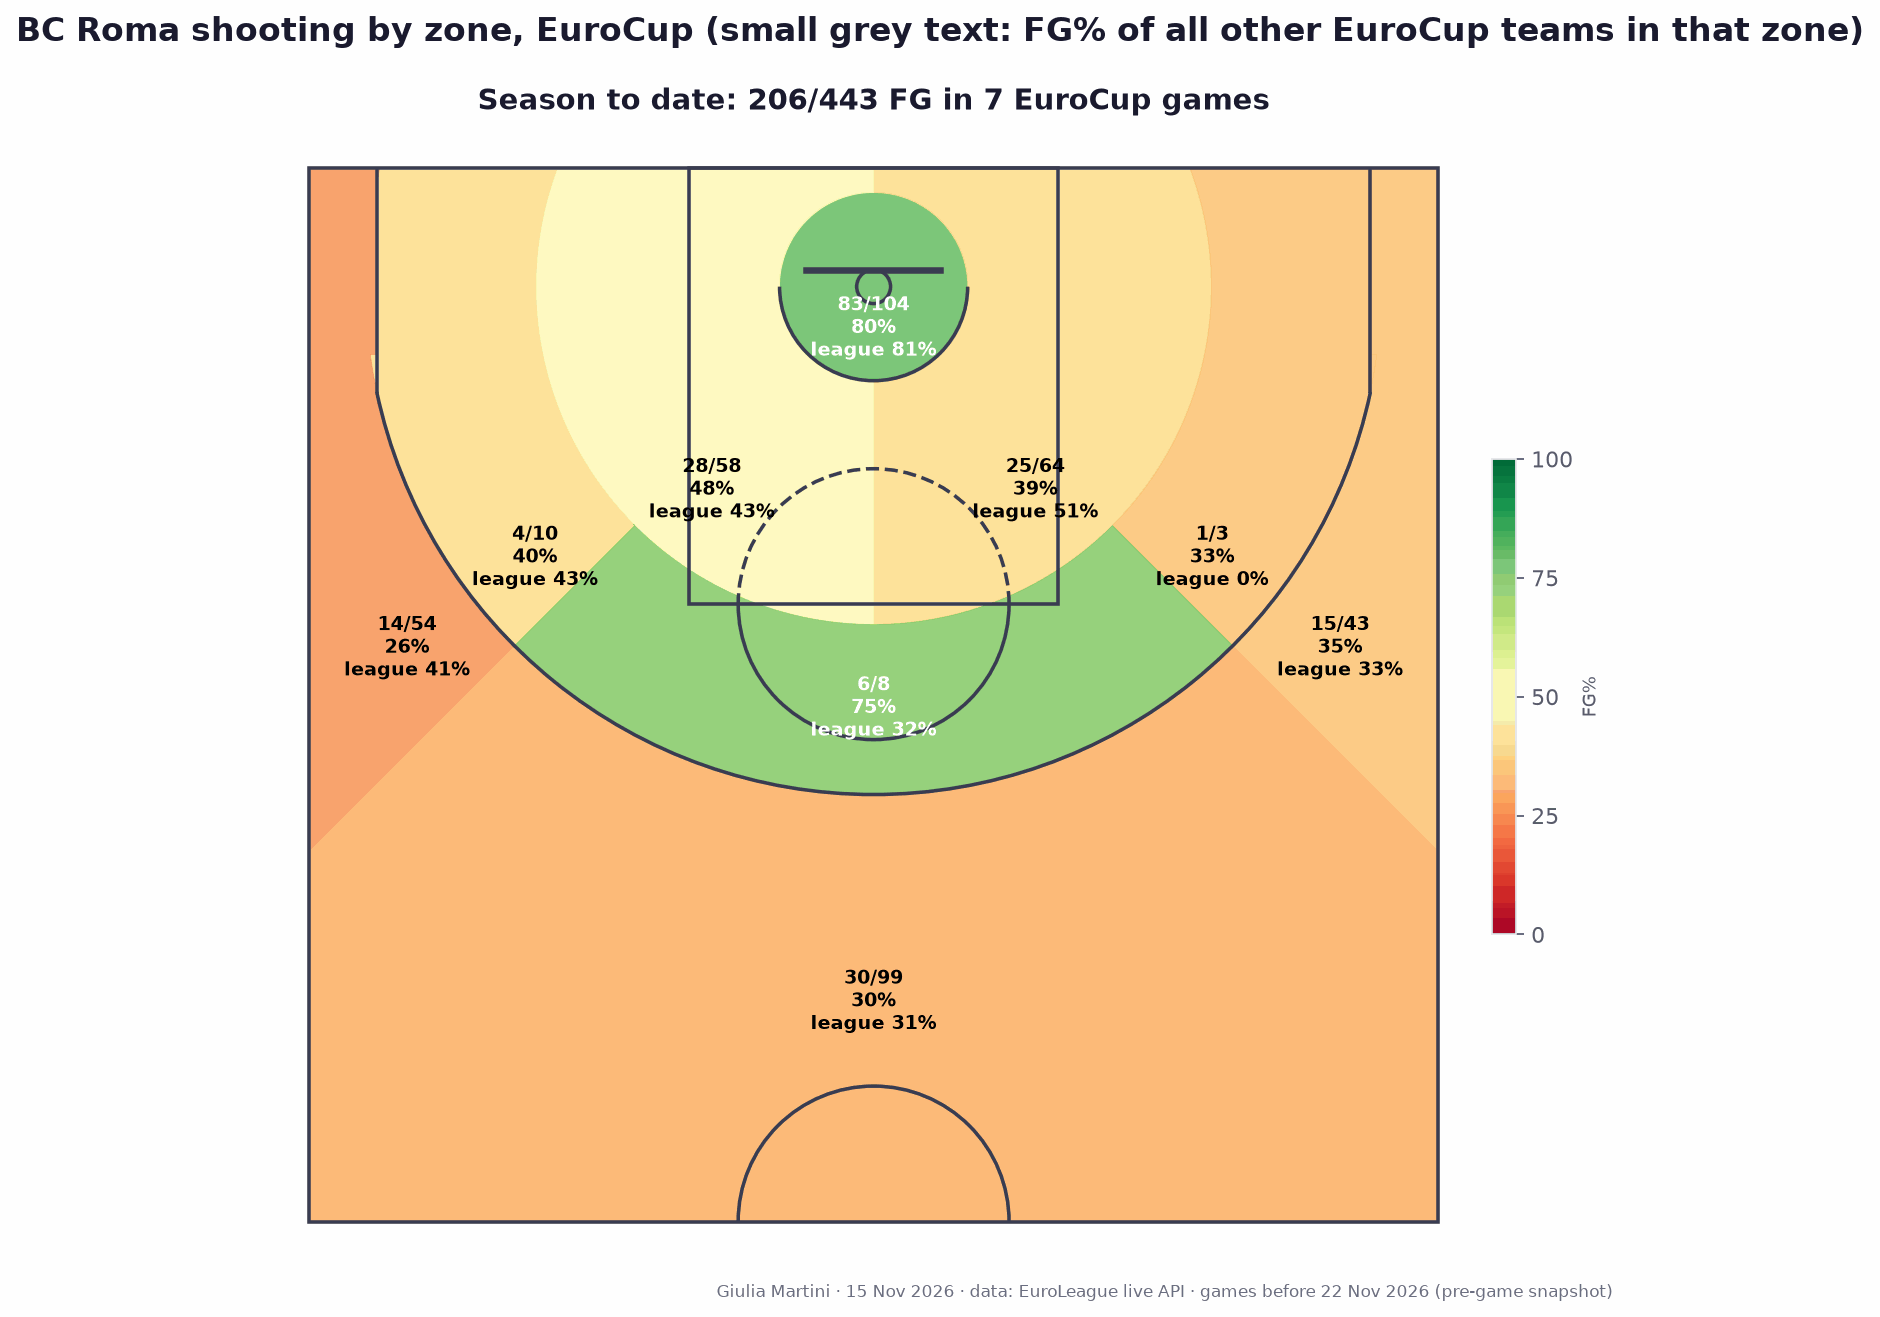 BC Roma shooting by zone, EuroCup (small grey text: FG% of all other EuroCup teams in that zone)
Season to date: 206/443 FG in 7 EuroCup games
83/104
80%
league 81%
28/58
48%
league 43%
25/64
39%
league 51%
4/10
40%
league 43%
1/3
33%
league 0%
14/54
26%
league 41%
15/43
35%
league 33%
6/8
75%
league 32%
30/99
30%
league 31%
100
75
50
25
0
FG%
Giulia Martini · 15 Nov 2026 · data: EuroLeague live API · games before 22 Nov 2026 (pre-game snapshot)